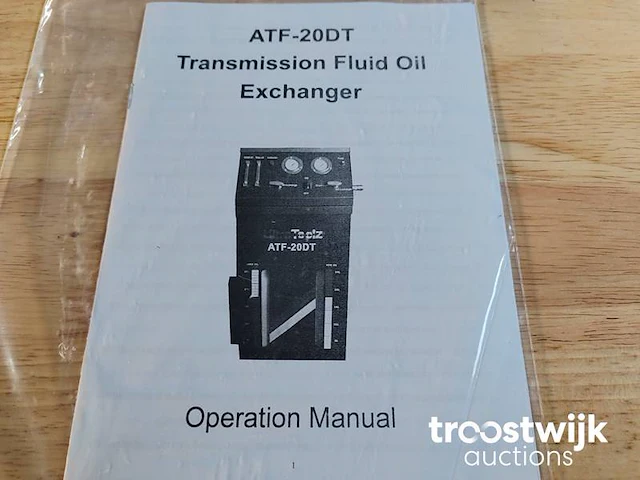 ATF-20DT
Transmission Fluid Oil
Exchanger
ATF-20DT
Operation Manual
1
troostwijk
auctions